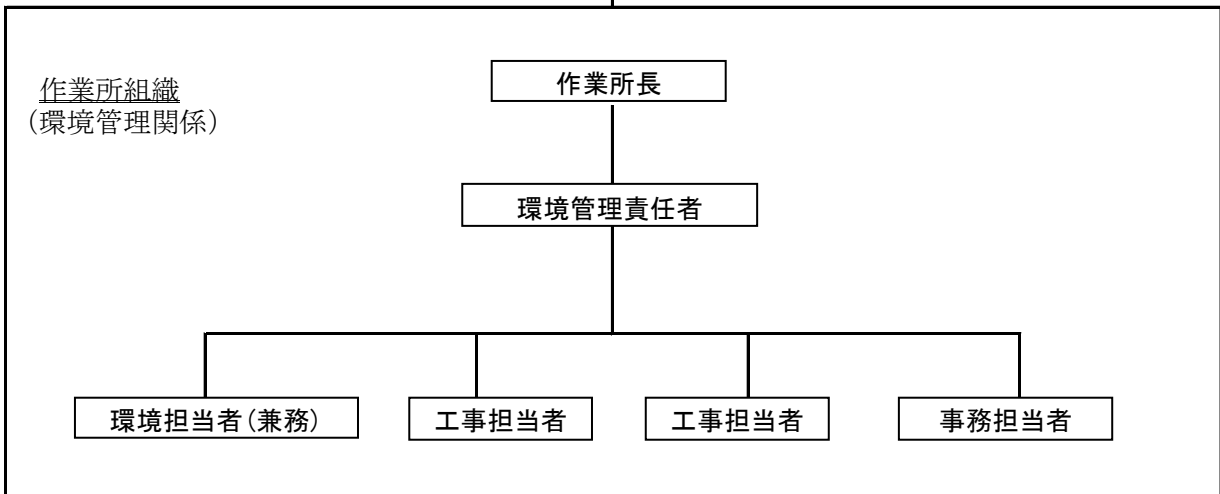 作業所組織
（環境管理関係）
作業所長
環境管理責任者
環境担当者（兼務）
工事担当者
工事担当者
事務担当者